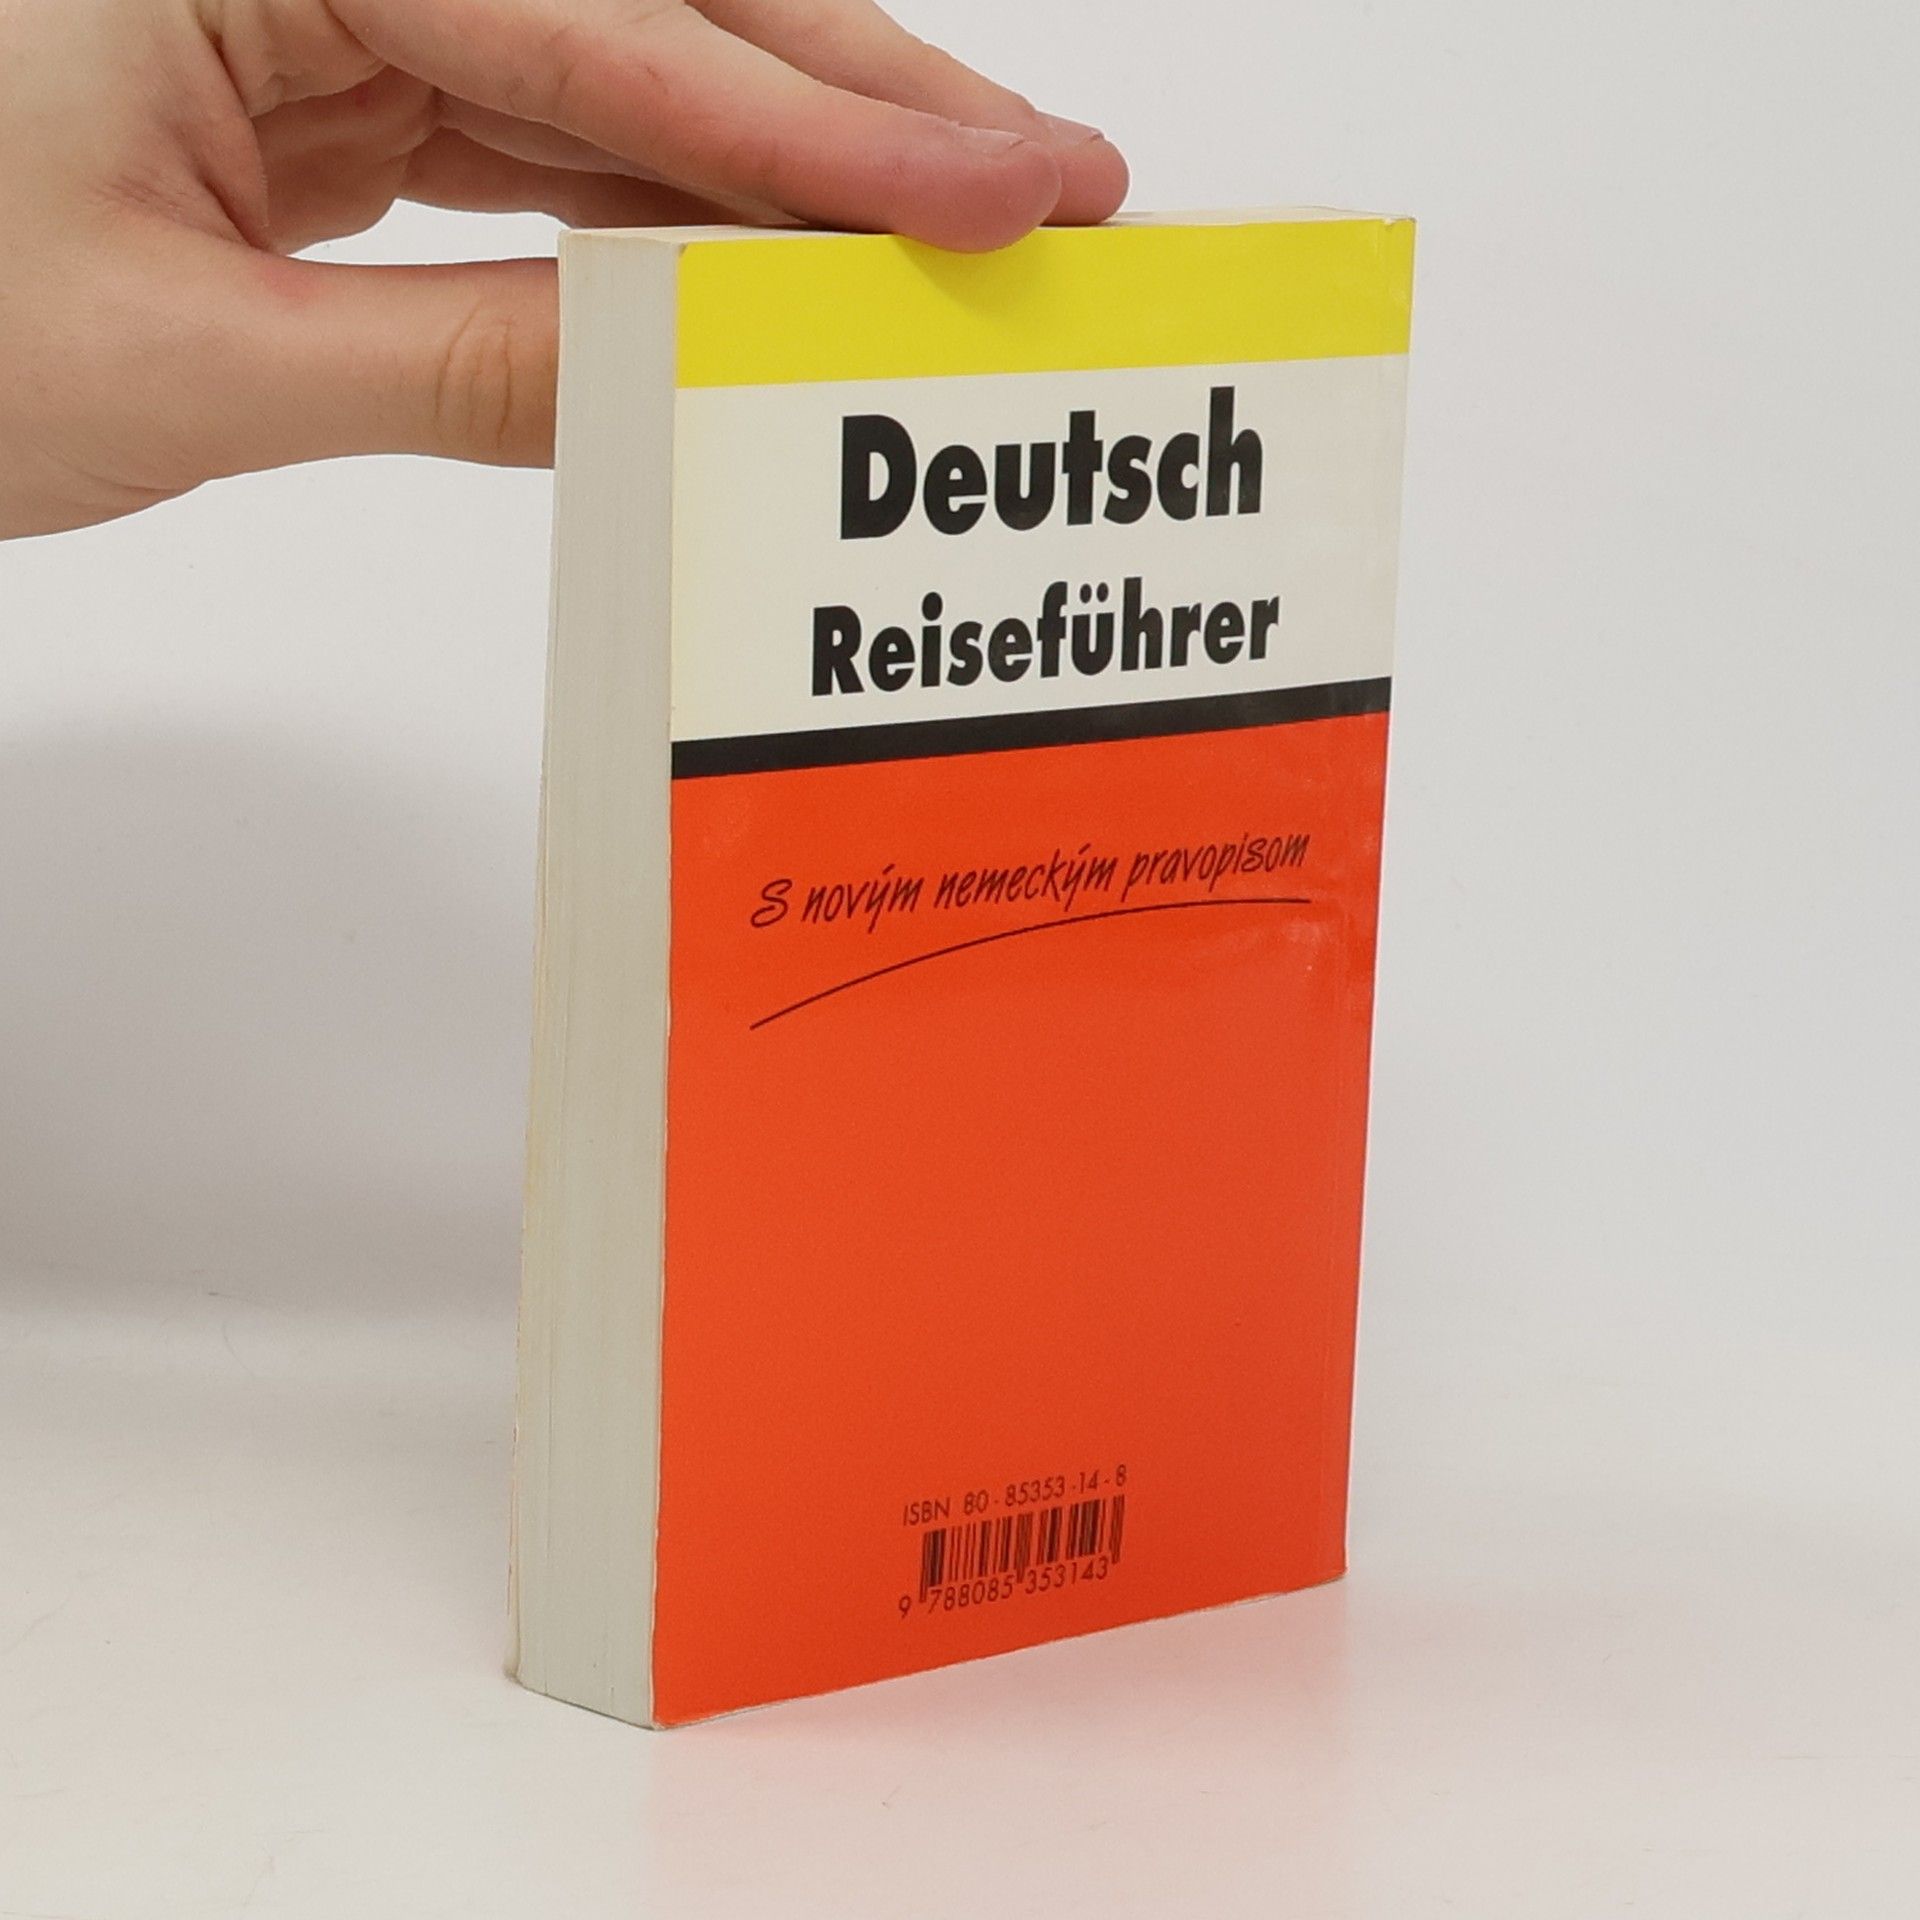 Deutsch
Reiseführer
S novým nemeckým pravopisom
ISBN 80-85353-14-8
9 788085 353143